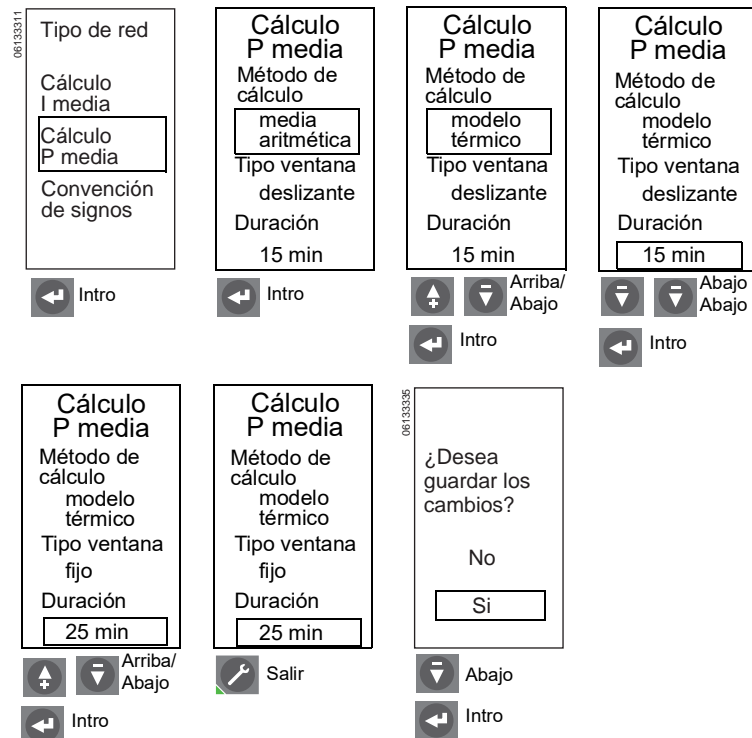 06133311
Tipo de red
Cálculo
I media
Cálculo
P media
Convención
de signos
Intro
Cálculo
P media
Método de
cálculo
media
aritmética
Tipo ventana
deslizante
Duración
15 min
Intro
Cálculo
P media
Método de
cálculo
modelo
térmico
Tipo ventana
deslizante
Duración
15 min
Arriba/
Abajo
Intro
Cálculo
P media
Método de
cálculo
modelo
térmico
Tipo ventana
deslizante
Duración
15 min
Abajo
Abajo
Intro
Cálculo
P media
Método de
cálculo
modelo
térmico
Tipo ventana
fijo
Duración
25 min
Arriba/
Abajo
Intro
Cálculo
P media
Método de
cálculo
modelo
térmico
Tipo ventana
fijo
Duración
25 min
Salir
06133335
¿Desea
guardar los
cambios?
No
Si
Abajo
Intro